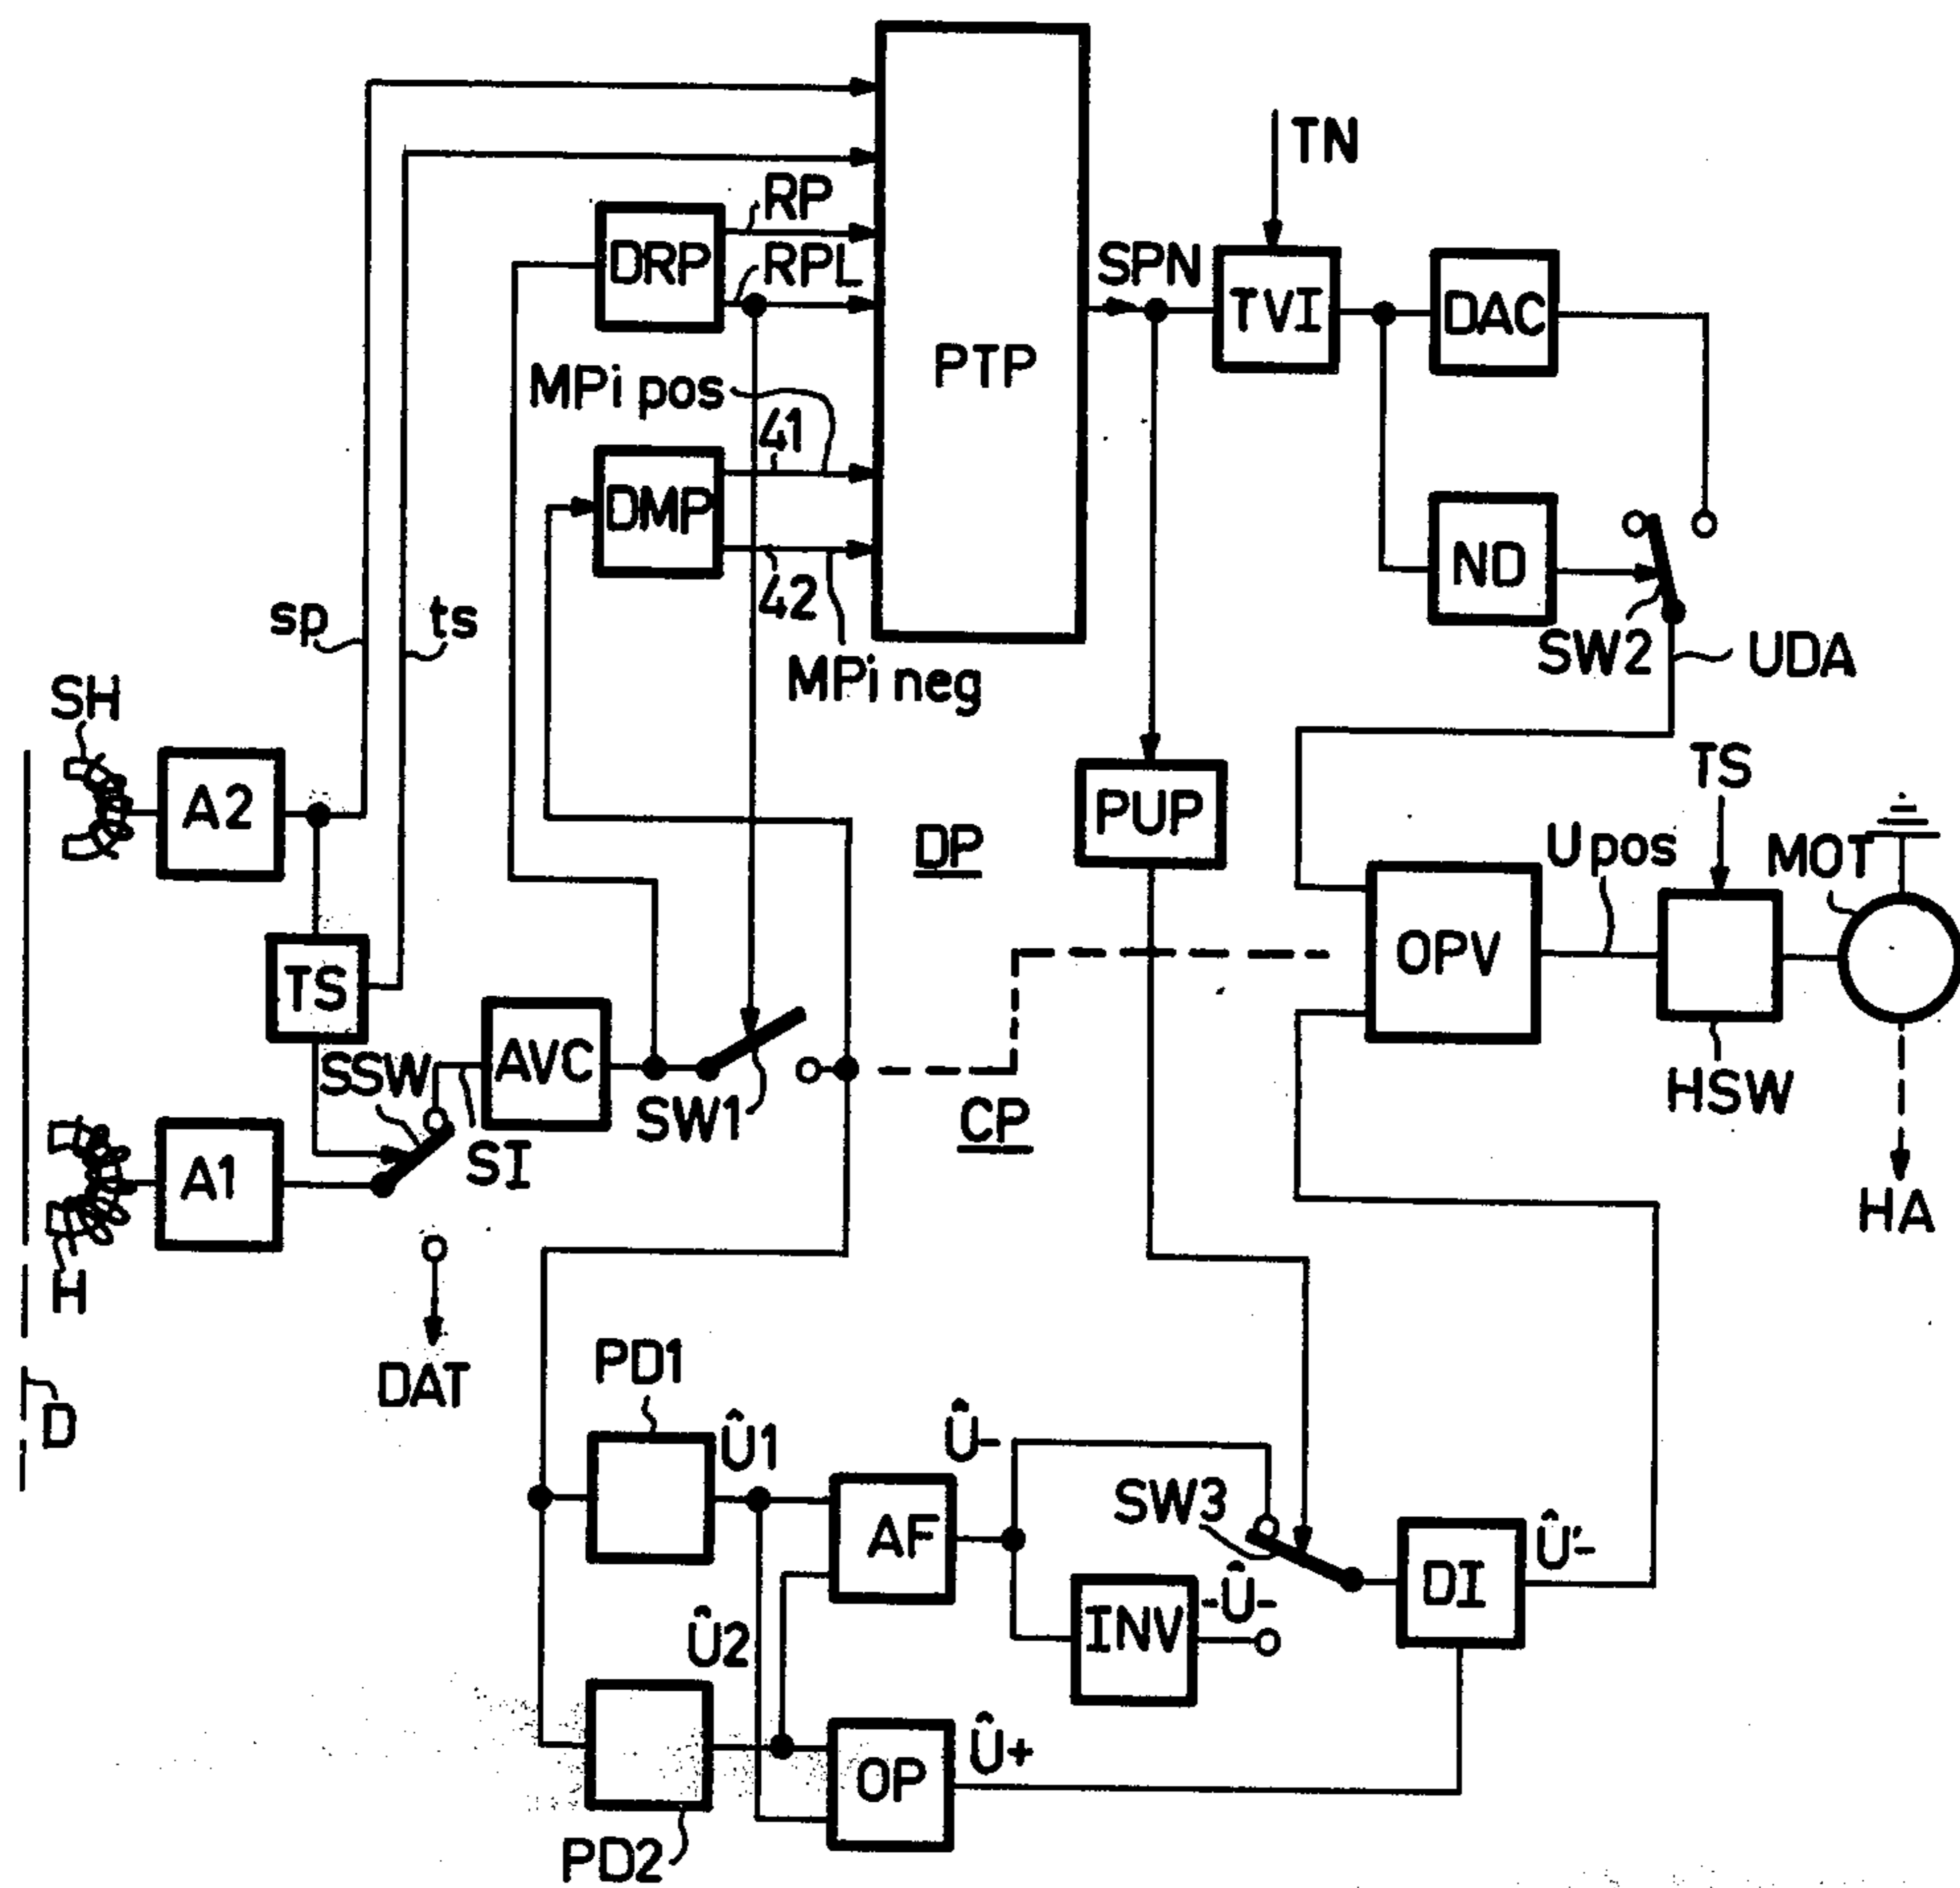 TN
RP
DRP
RPL
SPN
TVI
DAC
PTP
MPi pos
41
DMP
ND
42
sp
ts
SW2
UDA
MPi neg
SH
TS
A2
PUP
DP
Upos
MOT
OPV
TS
SSW
AVC
SW1
HSW
CP
SI
A1
HA
H
DAT
PD1
D
Û1
Û-
SW3
AF
Û'-
DI
-Û-
INV
Û2
Û+
OP
PD2